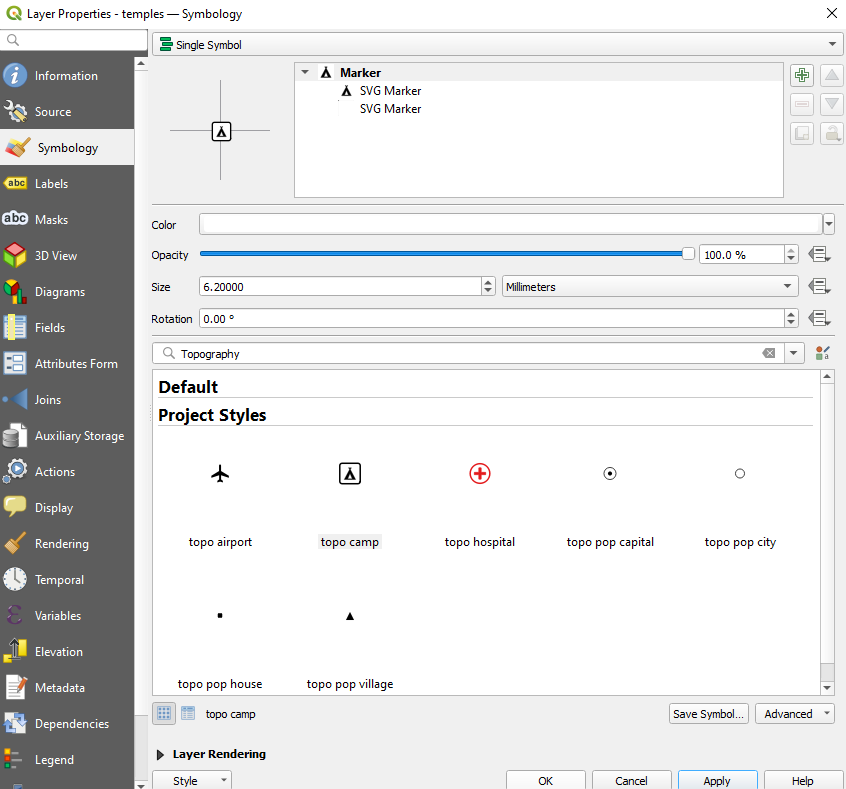 Layer Properties - temples — Symbology
Single Symbol
Information
Source
Symbology
Labels
Masks
3D View
Diagrams
Fields
Attributes Form
Joins
Auxiliary Storage
Actions
Display
Rendering
Temporal
Variables
Elevation
Metadata
Dependencies
Legend
abc
abc
Marker
SVG Marker
SVG Marker
Color
Opacity
100.0 %
Size
6.20000
Millimeters
Rotation
0.00 °
Topography
Default
Project Styles
topo airport
topo camp
topo hospital
topo pop capital
topo pop city
topo pop house
topo pop village
topo camp
Save Symbol...
Advanced
Layer Rendering
Style
OK
Cancel
Apply
Help